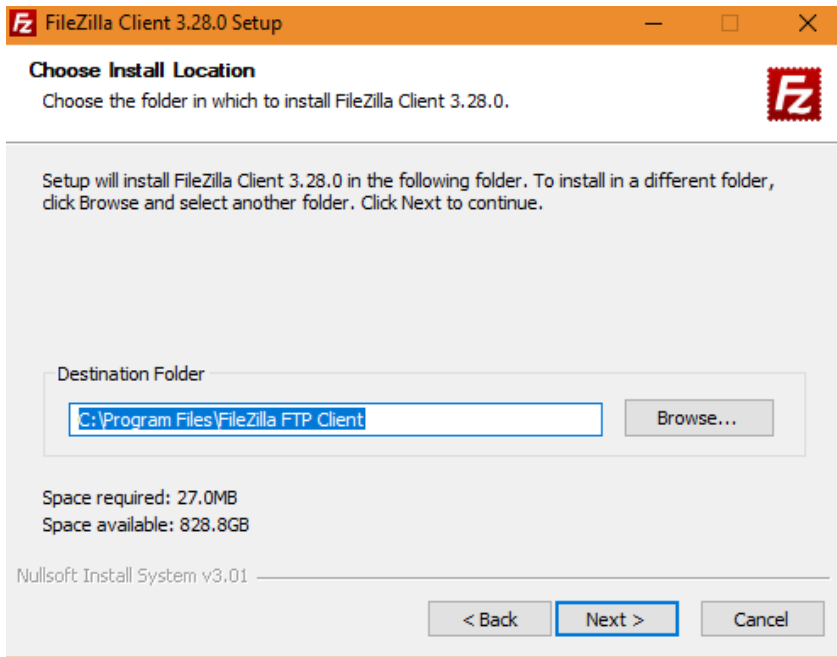 FileZilla Client 3.28.0 Setup
Choose Install Location
Choose the folder in which to install FileZilla Client 3.28.0.
Fz
Setup will install FileZilla Client 3.28.0 in the following folder. To install in a different folder,
click Browse and select another folder. Click Next to continue.
Destination Folder
C:\Program Files\FileZilla FTP Client
Browse...
Space required: 27.0MB
Space available: 828.8GB
Nullsoft Install System v3.01
< Back
Next >
Cancel